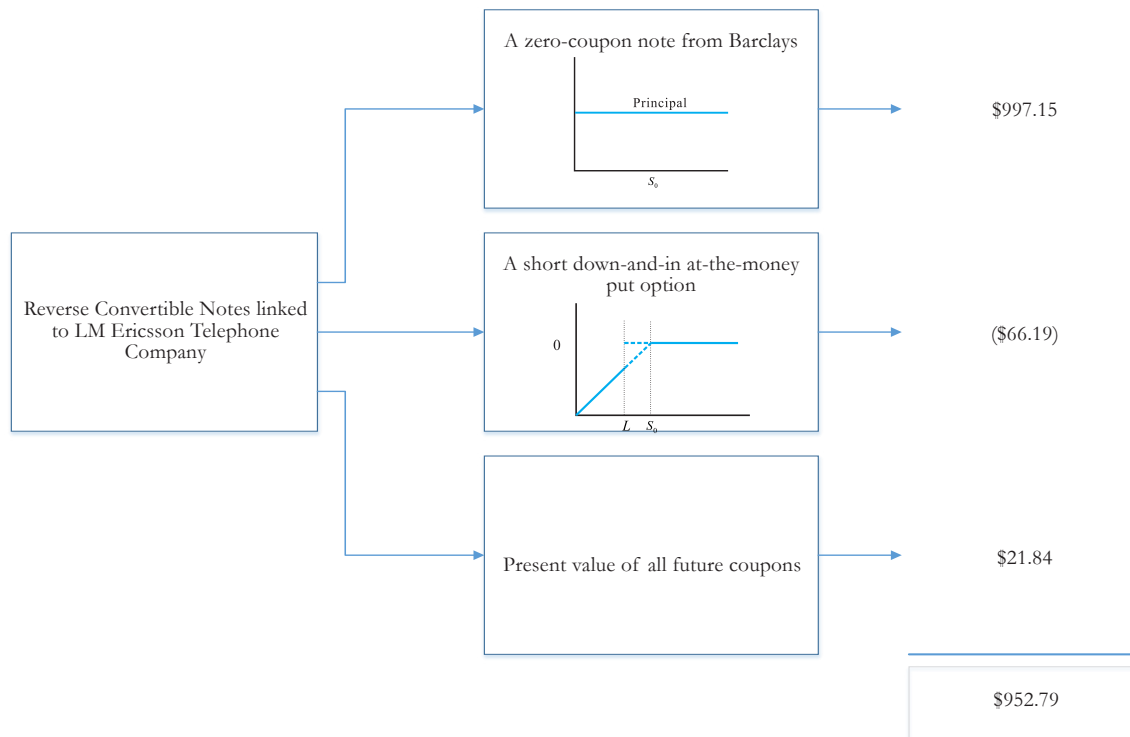 A zero-coupon note from Barclays
Principal
S₀
$997.15
Reverse Convertible Notes linked
to LM Ericsson Telephone
Company
A short down-and-in at-the-money
put option
0
L S₀
($66.19)
Present value of all future coupons
$21.84
$952.79